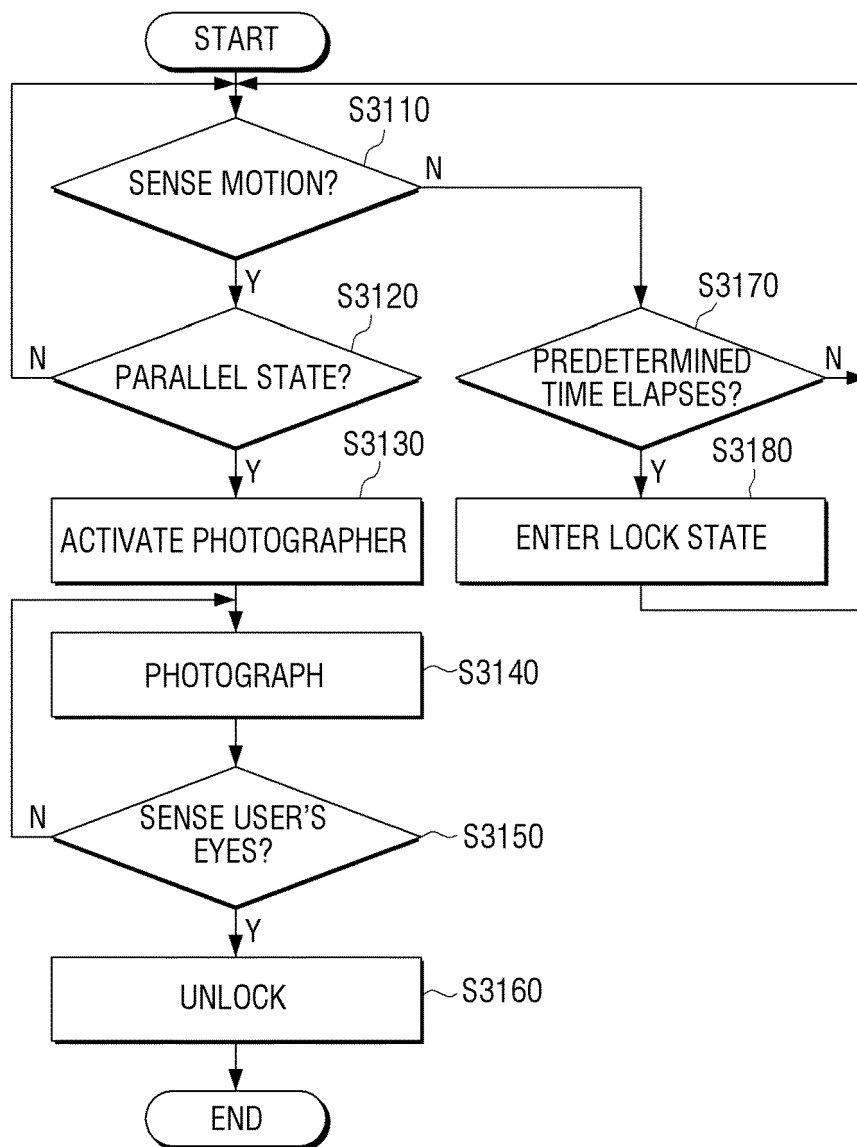 START
S3110
SENSE MOTION?
N
Y
S3120
N
PARALLEL STATE?
Y
S3170
PREDETERMINED
TIME ELAPSES?
N
Y
S3130
ACTIVATE PHOTOGRAPHER
S3180
ENTER LOCK STATE
PHOTOGRAPH
S3140
N
SENSE USER'S
EYES?
S3150
Y
UNLOCK
S3160
END